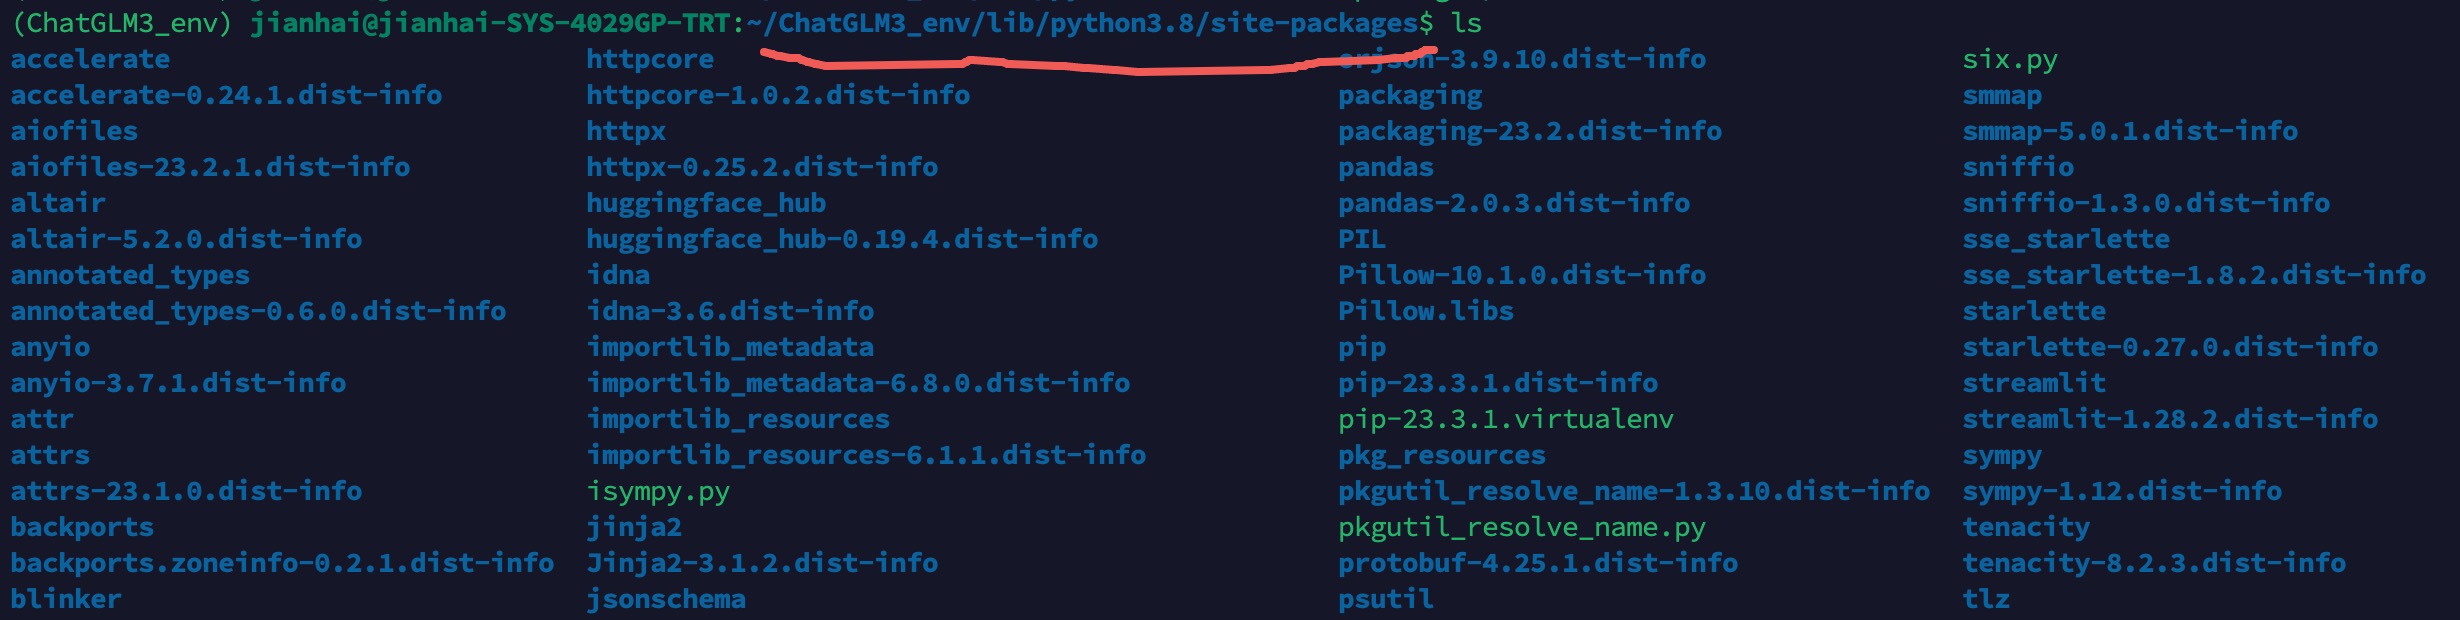 (ChatGLM3_env) jianhai@jianhai-SYS-4029GP-TRT:~/ChatGLM3_env/lib/python3.8/site-packages$ ls
accelerate httpcore orjson-3.9.10.dist-info six.py
accelerate-0.24.1.dist-info httpcore-1.0.2.dist-info packaging smmap
aiofiles httpx packaging-23.2.dist-info smmap-5.0.1.dist-info
aiofiles-23.2.1.dist-info httpx-0.25.2.dist-info pandas sniffio
altair huggingface_hub pandas-2.0.3.dist-info sniffio-1.3.0.dist-info
altair-5.2.0.dist-info huggingface_hub-0.19.4.dist-info PIL sse_starlette
annotated_types idna Pillow-10.1.0.dist-info sse_starlette-1.8.2.dist-info
annotated_types-0.6.0.dist-info idna-3.6.dist-info Pillow.libs starlette
anyio importlib_metadata pip starlette-0.27.0.dist-info
anyio-3.7.1.dist-info importlib_metadata-6.8.0.dist-info pip-23.3.1.dist-info streamlit
attr importlib_resources pip-23.3.1.virtualenv streamlit-1.28.2.dist-info
attrs importlib_resources-6.1.1.dist-info pkg_resources sympy
attrs-23.1.0.dist-info isympy.py pkgutil_resolve_name-1.3.10.dist-info sympy-1.12.dist-info
backports jinja2 pkgutil_resolve_name.py tenacity
backports.zoneinfo-0.2.1.dist-info Jinja2-3.1.2.dist-info protobuf-4.25.1.dist-info tenacity-8.2.3.dist-info
blinker jsonschema psutil tlz